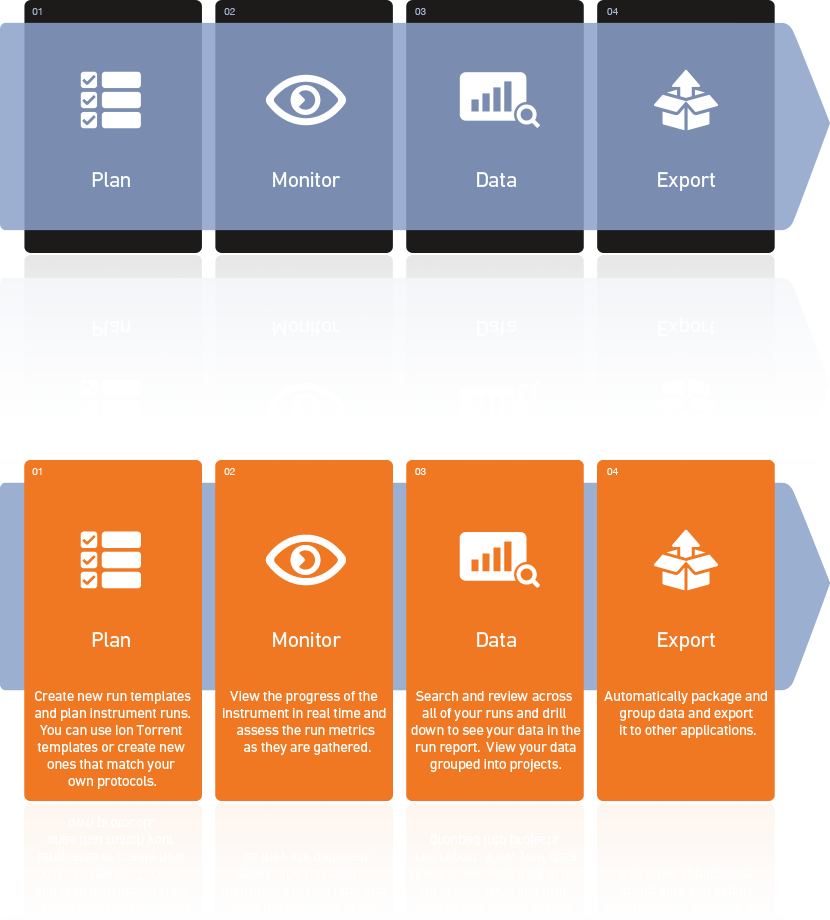 01
02
03
04
Plan
Monitor
Data
Export
01
02
03
04
Plan
Monitor
Data
Export
Create new run templates
and plan instrument runs.
You can use Ion Torrent
templates or create new
ones that match your
own protocols.
View the progress of the
instrument in real time and
assess the run metrics
as they are gathered.
Search and review across
all of your runs and drill
down to see your data in the
run report.  View your data
grouped into projects.
Automatically package and
group data and export
it to other applications.